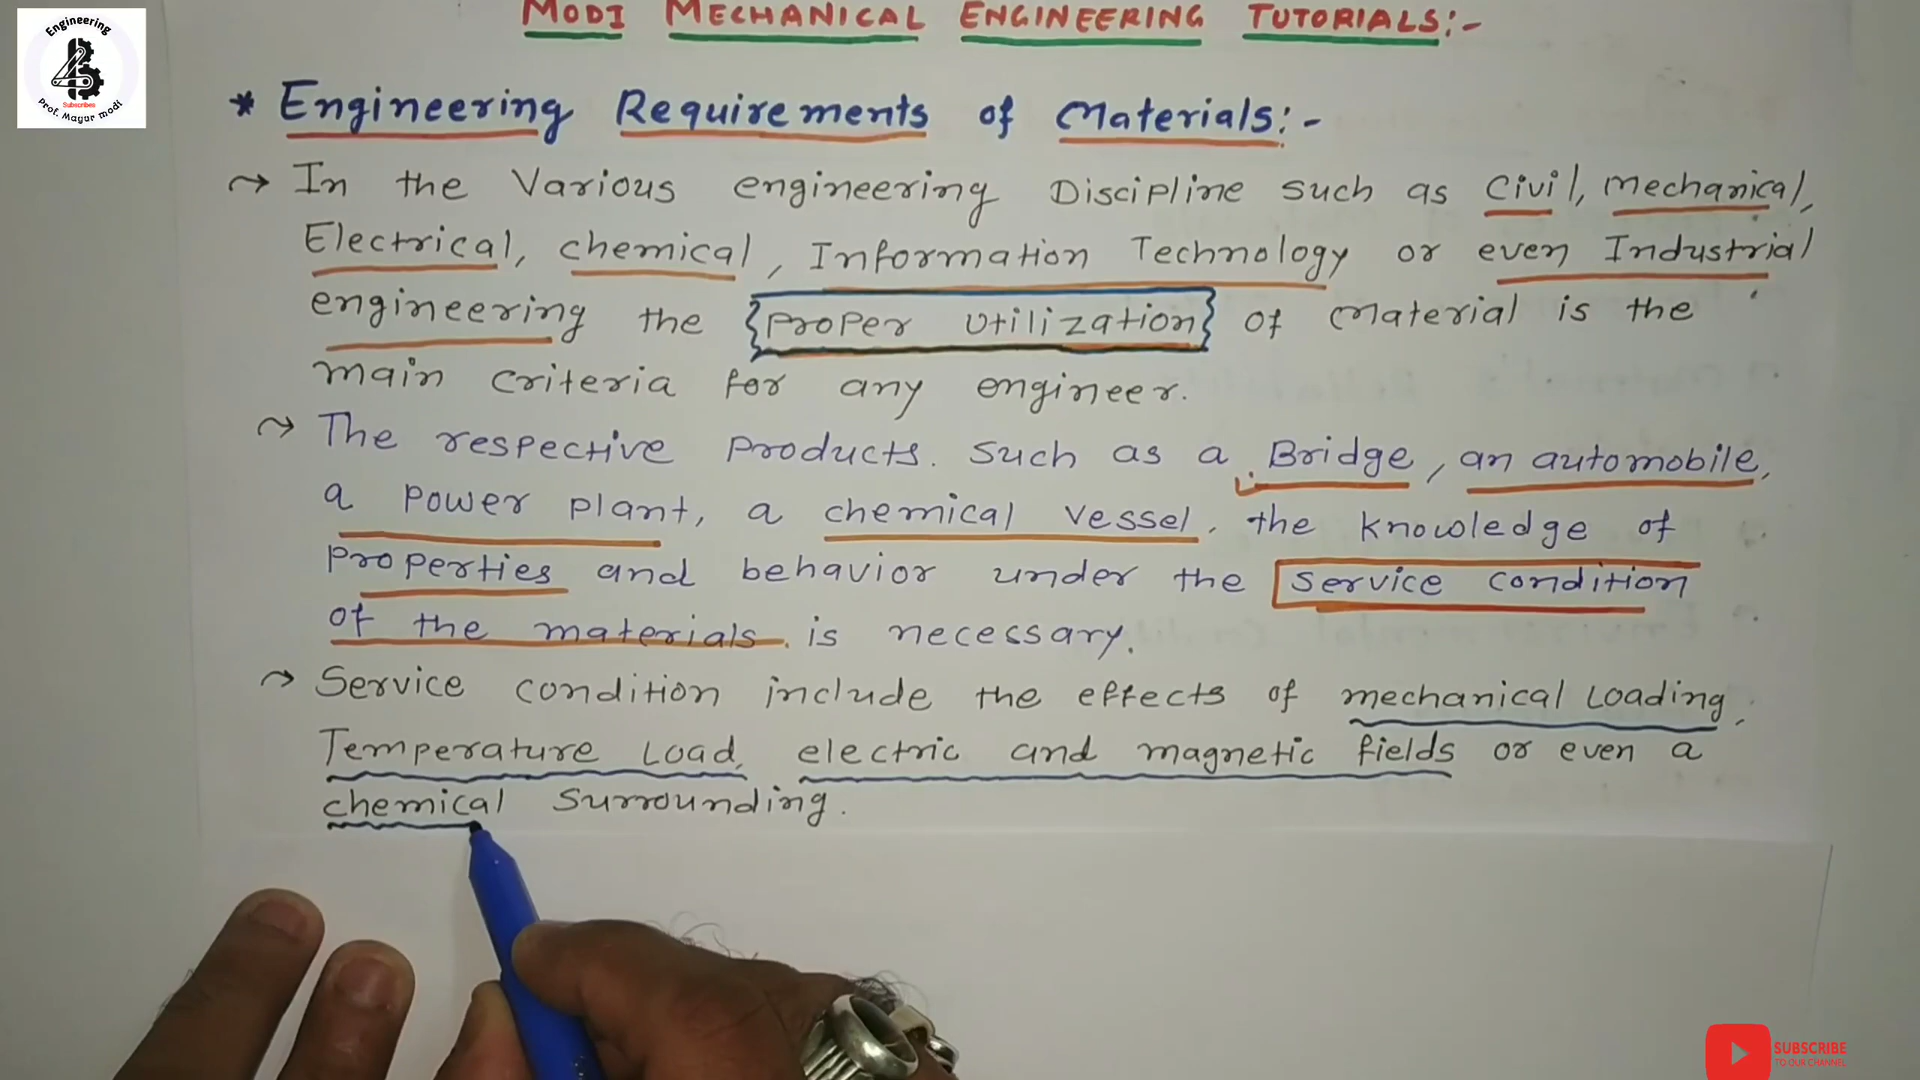 Engineering
Subscribes
Prof. Mayur modi
MODI MECHANICAL ENGINEERING TUTORIALS:-
* Engineering Requirements of Materials:-
→ In the Various engineering Discipline such as Civil, Mechanical,
Electrical, chemical, Information Technology or even Industrial
engineering the {Proper Utilization} of material is the
main criteria for any engineer.
→ The respective Products. Such as a Bridge, an automobile,
a power plant, a chemical vessel, the knowledge of
properties and behavior under the service condition
of the materials is necessary.
→ Service condition include the effects of mechanical Loading,
Temperature Load, electric and magnetic fields or even a
chemical Surrounding.
SUBSCRIBE
TO OUR CHANNEL